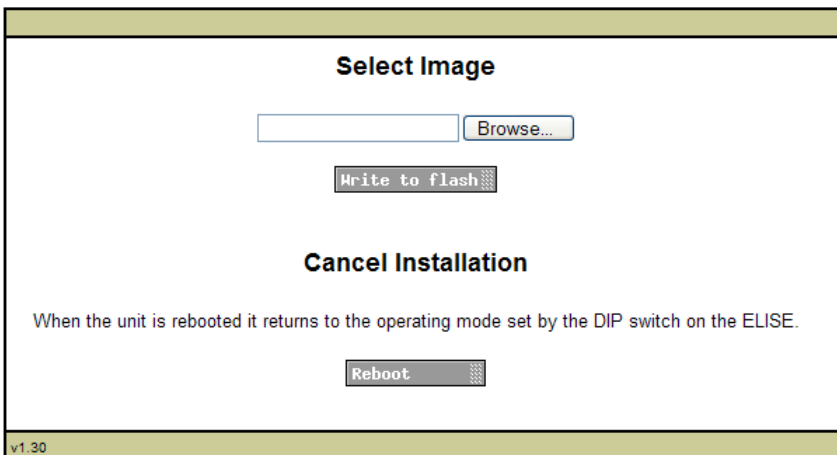 Select Image
Browse...
Write to flash
Cancel Installation
When the unit is rebooted it returns to the operating mode set by the DIP switch on the ELISE.
Reboot
v1.30